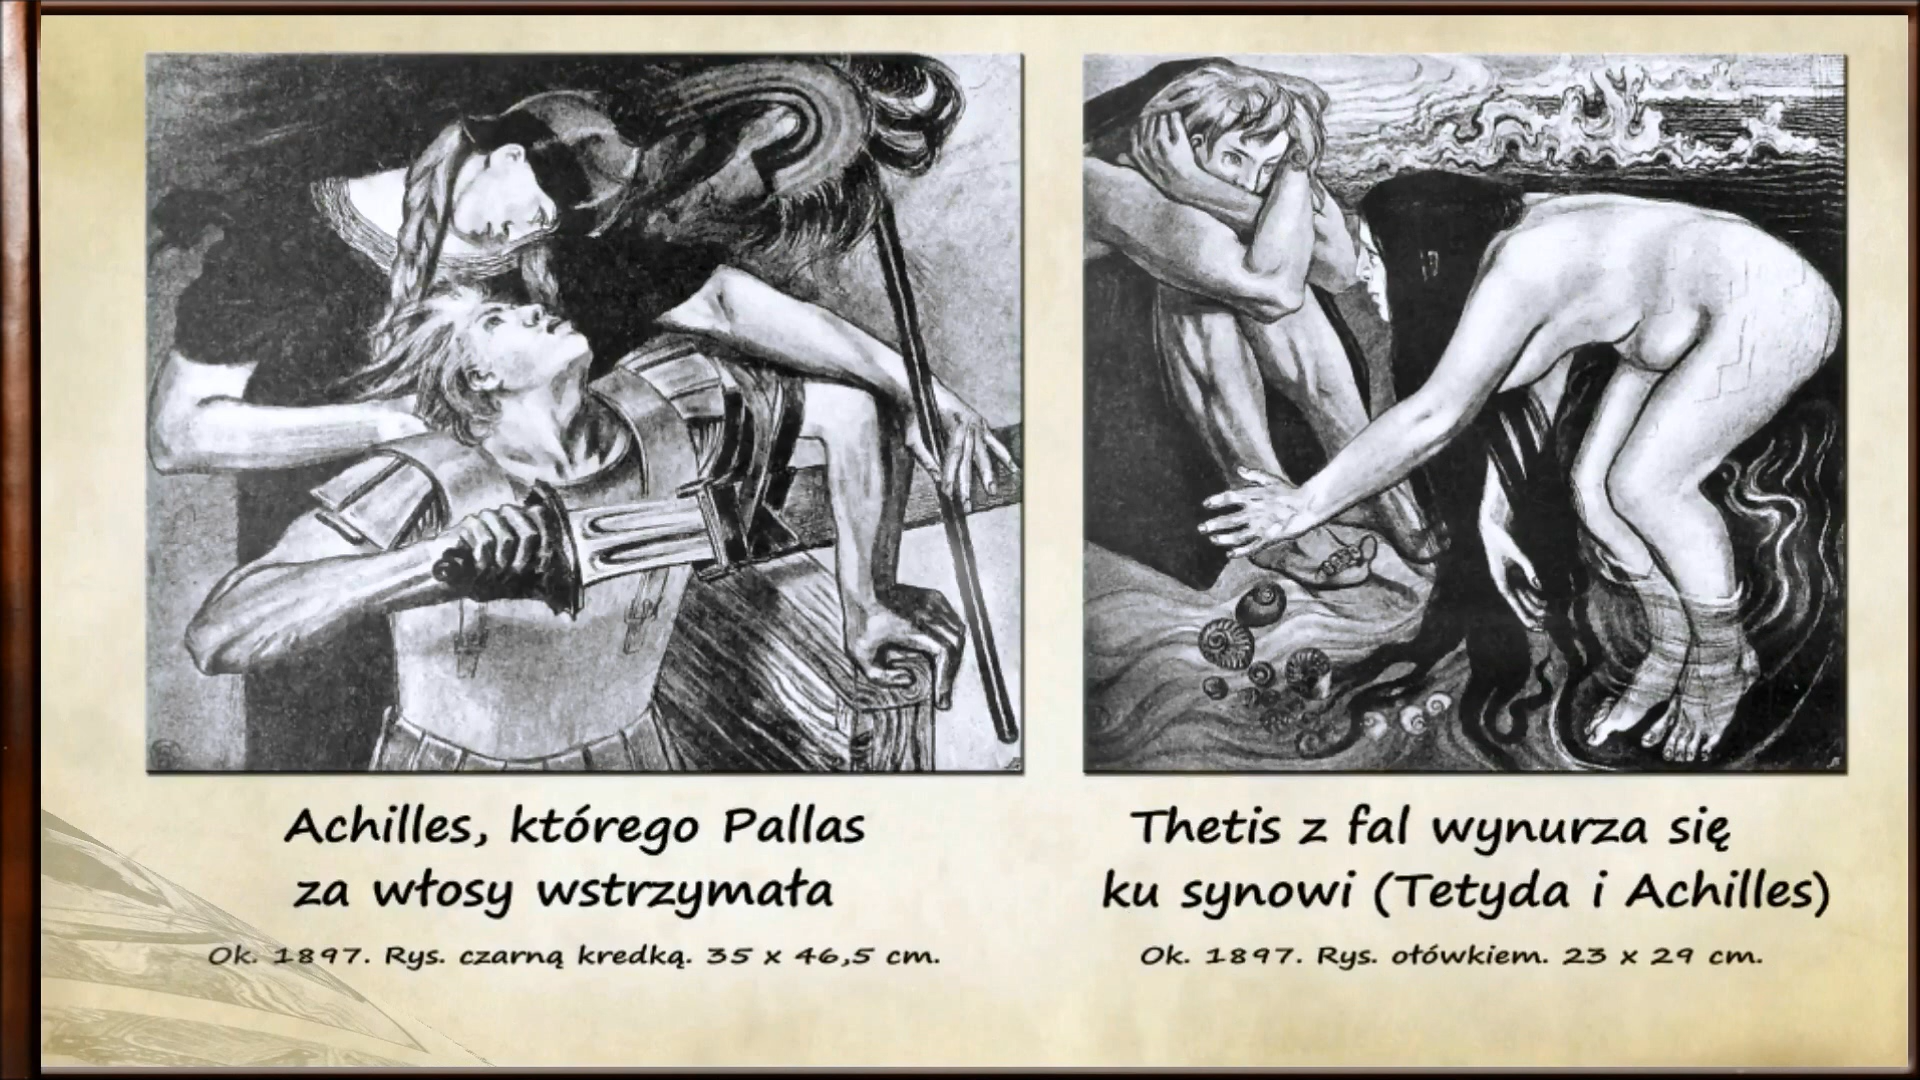 Achilles, którego Pallas
za włosy wstrzymała
Ok. 1897. Rys. czarną kredką. 35 x 46,5 cm.
Thetis z fal wynurza się
ku synowi (Tetyda i Achilles)
Ok. 1897. Rys. ołówkiem. 23 x 29 cm.